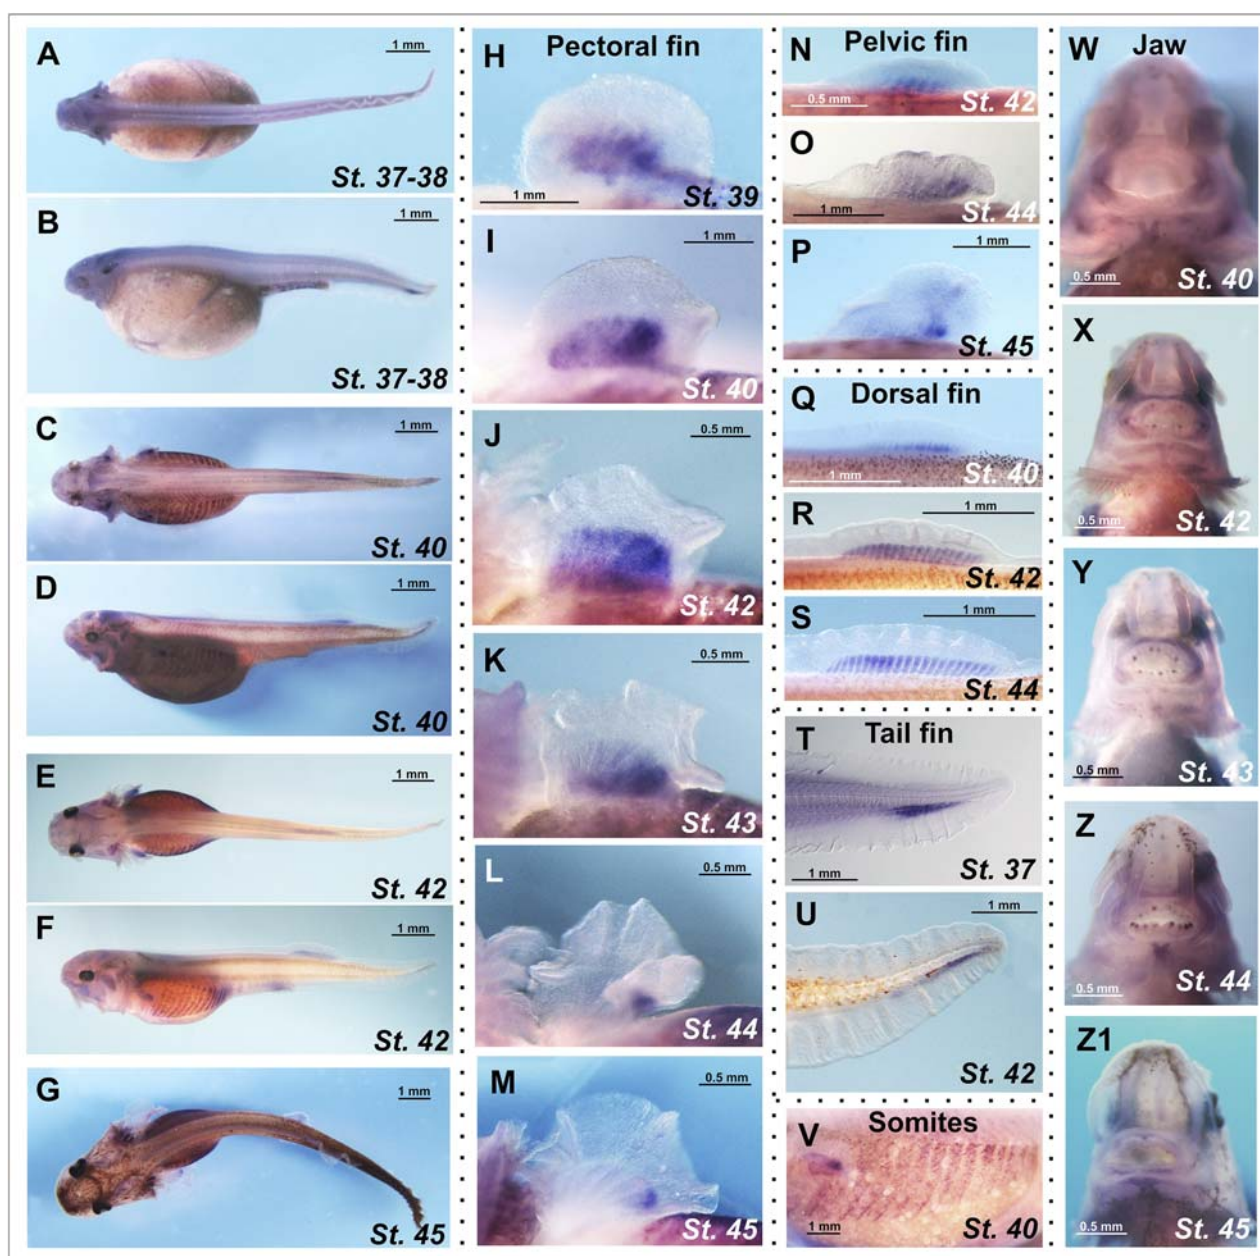 A
1 mm
St. 37-38
B
1 mm
St. 37-38
C
1 mm
St. 40
D
1 mm
St. 40
E
1 mm
St. 42
F
1 mm
St. 42
G
1 mm
St. 45
H Pectoral fin
1 mm
St. 39
I
1 mm
St. 40
J
0.5 mm
St. 42
K
0.5 mm
St. 43
L
0.5 mm
St. 44
M
0.5 mm
St. 45
N Pelvic fin
0.5 mm
St. 42
O
1 mm
St. 44
P
1 mm
St. 45
Q Dorsal fin
1 mm
St. 40
R
1 mm
St. 42
S
1 mm
St. 44
T Tail fin
1 mm
St. 37
U
1 mm
St. 42
V Somites
1 mm
St. 40
W Jaw
0.5 mm
St. 40
X
0.5 mm
St. 42
Y
0.5 mm
St. 43
Z
0.5 mm
St. 44
Z1
0.5 mm
St. 45